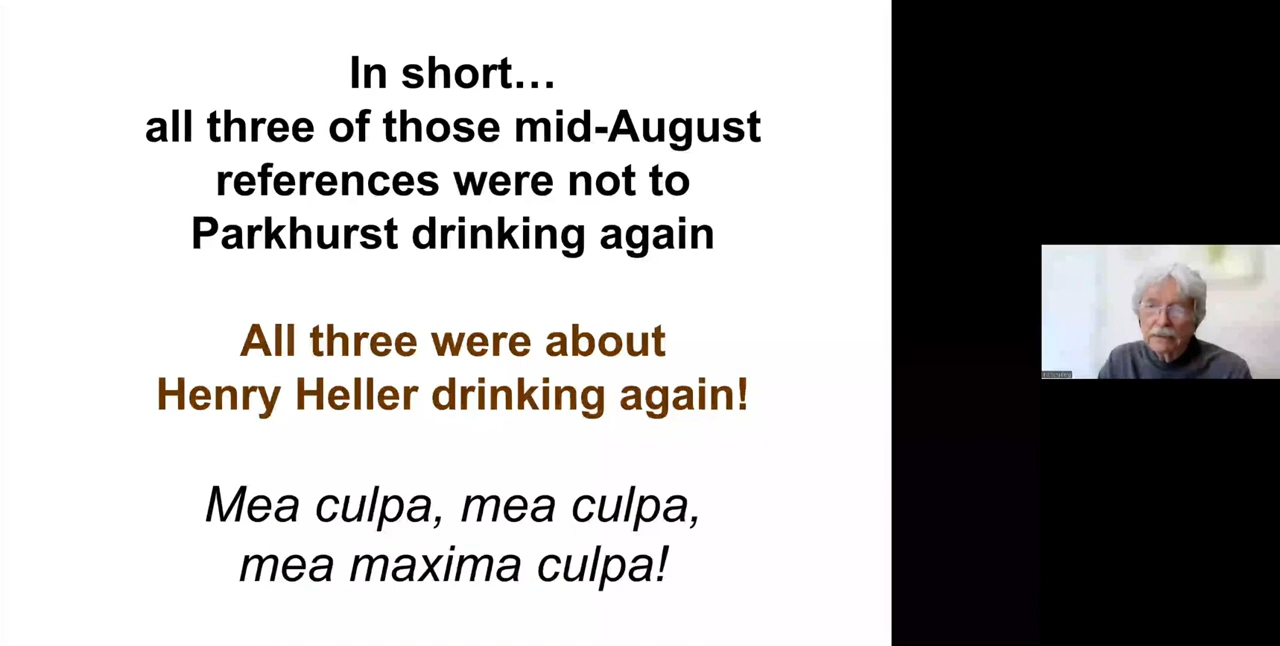 In short…
all three of those mid-August
references were not to
Parkhurst drinking again
All three were about
Henry Heller drinking again!
Mea culpa, mea culpa,
mea maxima culpa!